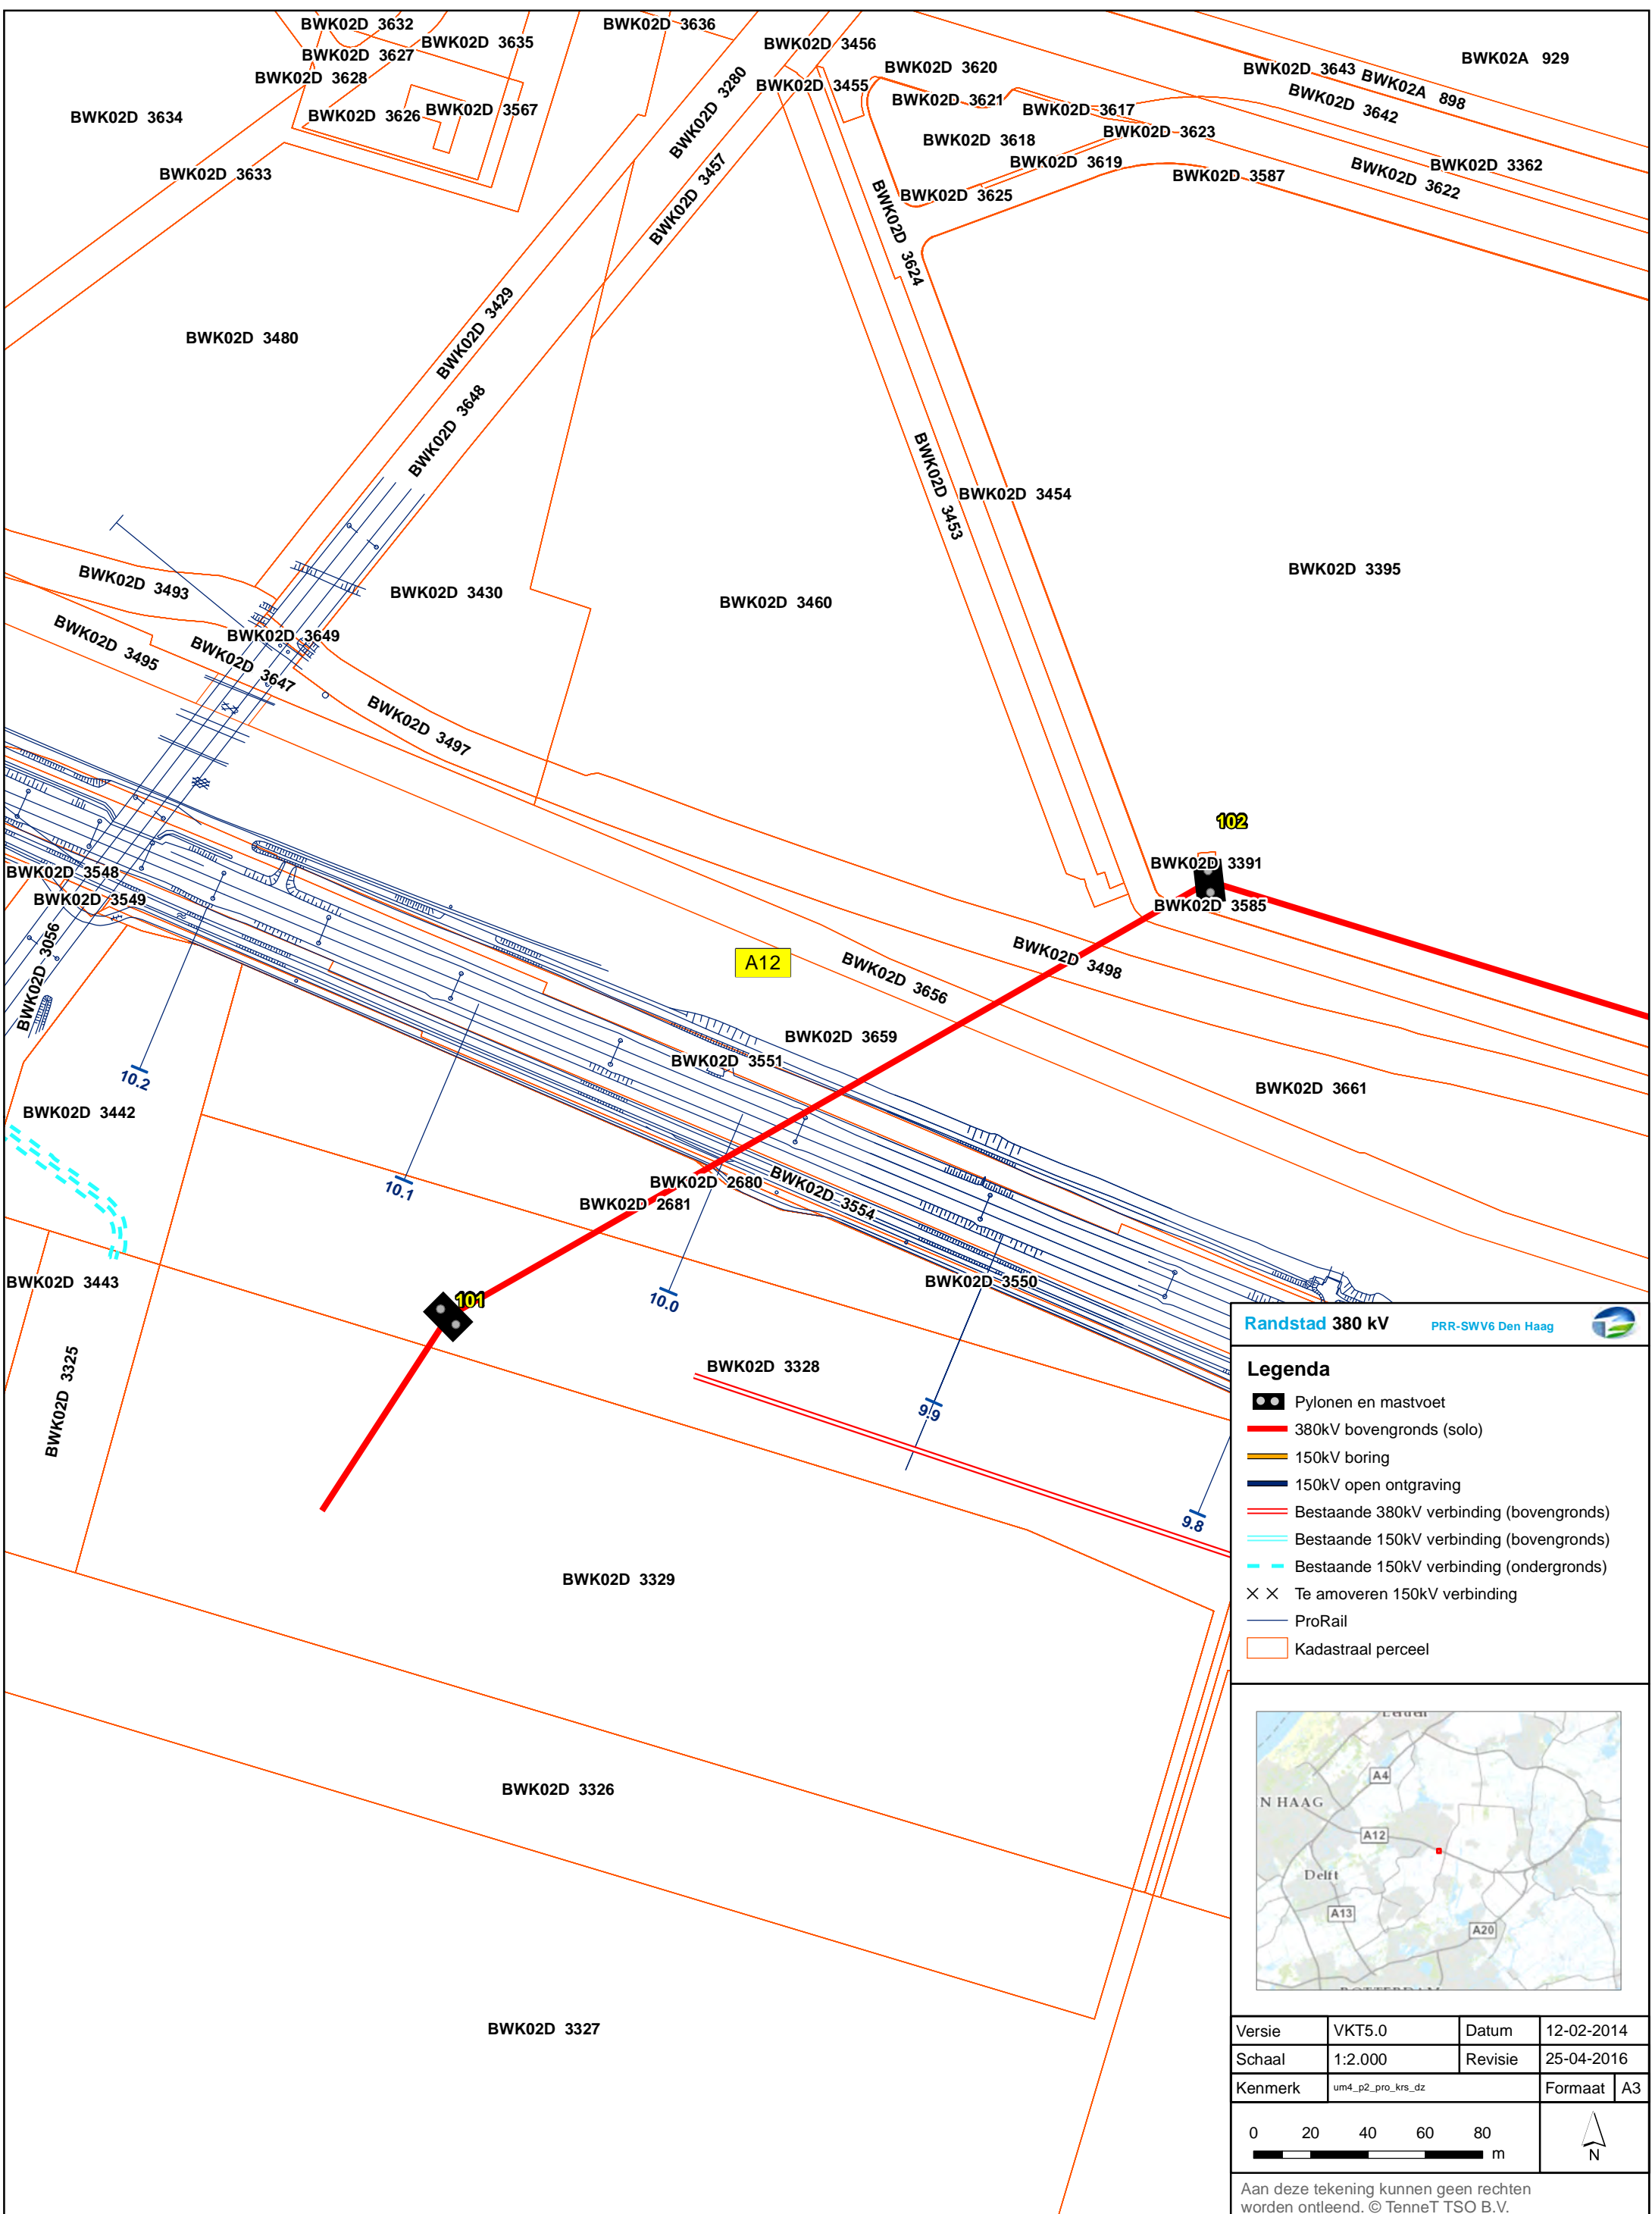 BWK02D 3632
BWK02D 3636
BWK02D 3635
BWK02D 3456
BWK02D 3627
BWK02A 929
BWK02D 3628
BWK02D 3280
BWK02D 3455
BWK02D 3620
BWK02D 3643
BWK02A 898
BWK02D 3634
BWK02D 3626
BWK02D 3567
BWK02D 3621
BWK02D 3617
BWK02D 3642
BWK02D 3618
BWK02D 3623
BWK02D 3633
BWK02D 3457
BWK02D 3619
BWK02D 3362
BWK02D 3587
BWK02D 3622
BWK02D 3625
BWK02D 3624
BWK02D 3480
BWK02D 3429
BWK02D 3648
BWK02D 3453
BWK02D 3454
BWK02D 3395
BWK02D 3493
BWK02D 3430
BWK02D 3460
BWK02D 3649
BWK02D 3495
BWK02D 3647
BWK02D 3497
102
BWK02D 3391
BWK02D 3548
BWK02D 3549
BWK02D 3585
BWK02D 3056
A12
BWK02D 3498
BWK02D 3656
BWK02D 3659
BWK02D 3551
10.2
BWK02D 3661
BWK02D 3442
10.1
BWK02D 2680
BWK02D 2681
BWK02D 3554
BWK02D 3443
BWK02D 3550
101
10.0
BWK02D 3328
BWK02D 3325
9.9
9.8
BWK02D 3329
BWK02D 3326
BWK02D 3327
Randstad 380 kV
PRR-SWV6 Den Haag
Legenda
Pylonen en mastvoet
380kV bovengronds (solo)
150kV boring
150kV open ontgraving
Bestaande 380kV verbinding (bovengronds)
Bestaande 150kV verbinding (bovengronds)
Bestaande 150kV verbinding (ondergronds)
Te amoveren 150kV verbinding
ProRail
Kadastraal perceel
Leiden
A4
N HAAG
A12
Delft
A13
A20
ROTTERDAM
Versie VKT5.0 Datum 12-02-2014
Schaal 1:2.000 Revisie 25-04-2016
Kenmerk um4_p2_pro_krs_dz Formaat A3
0 20 40 60 80
m
N
Aan deze tekening kunnen geen rechten
worden ontleend. © TenneT TSO B.V.